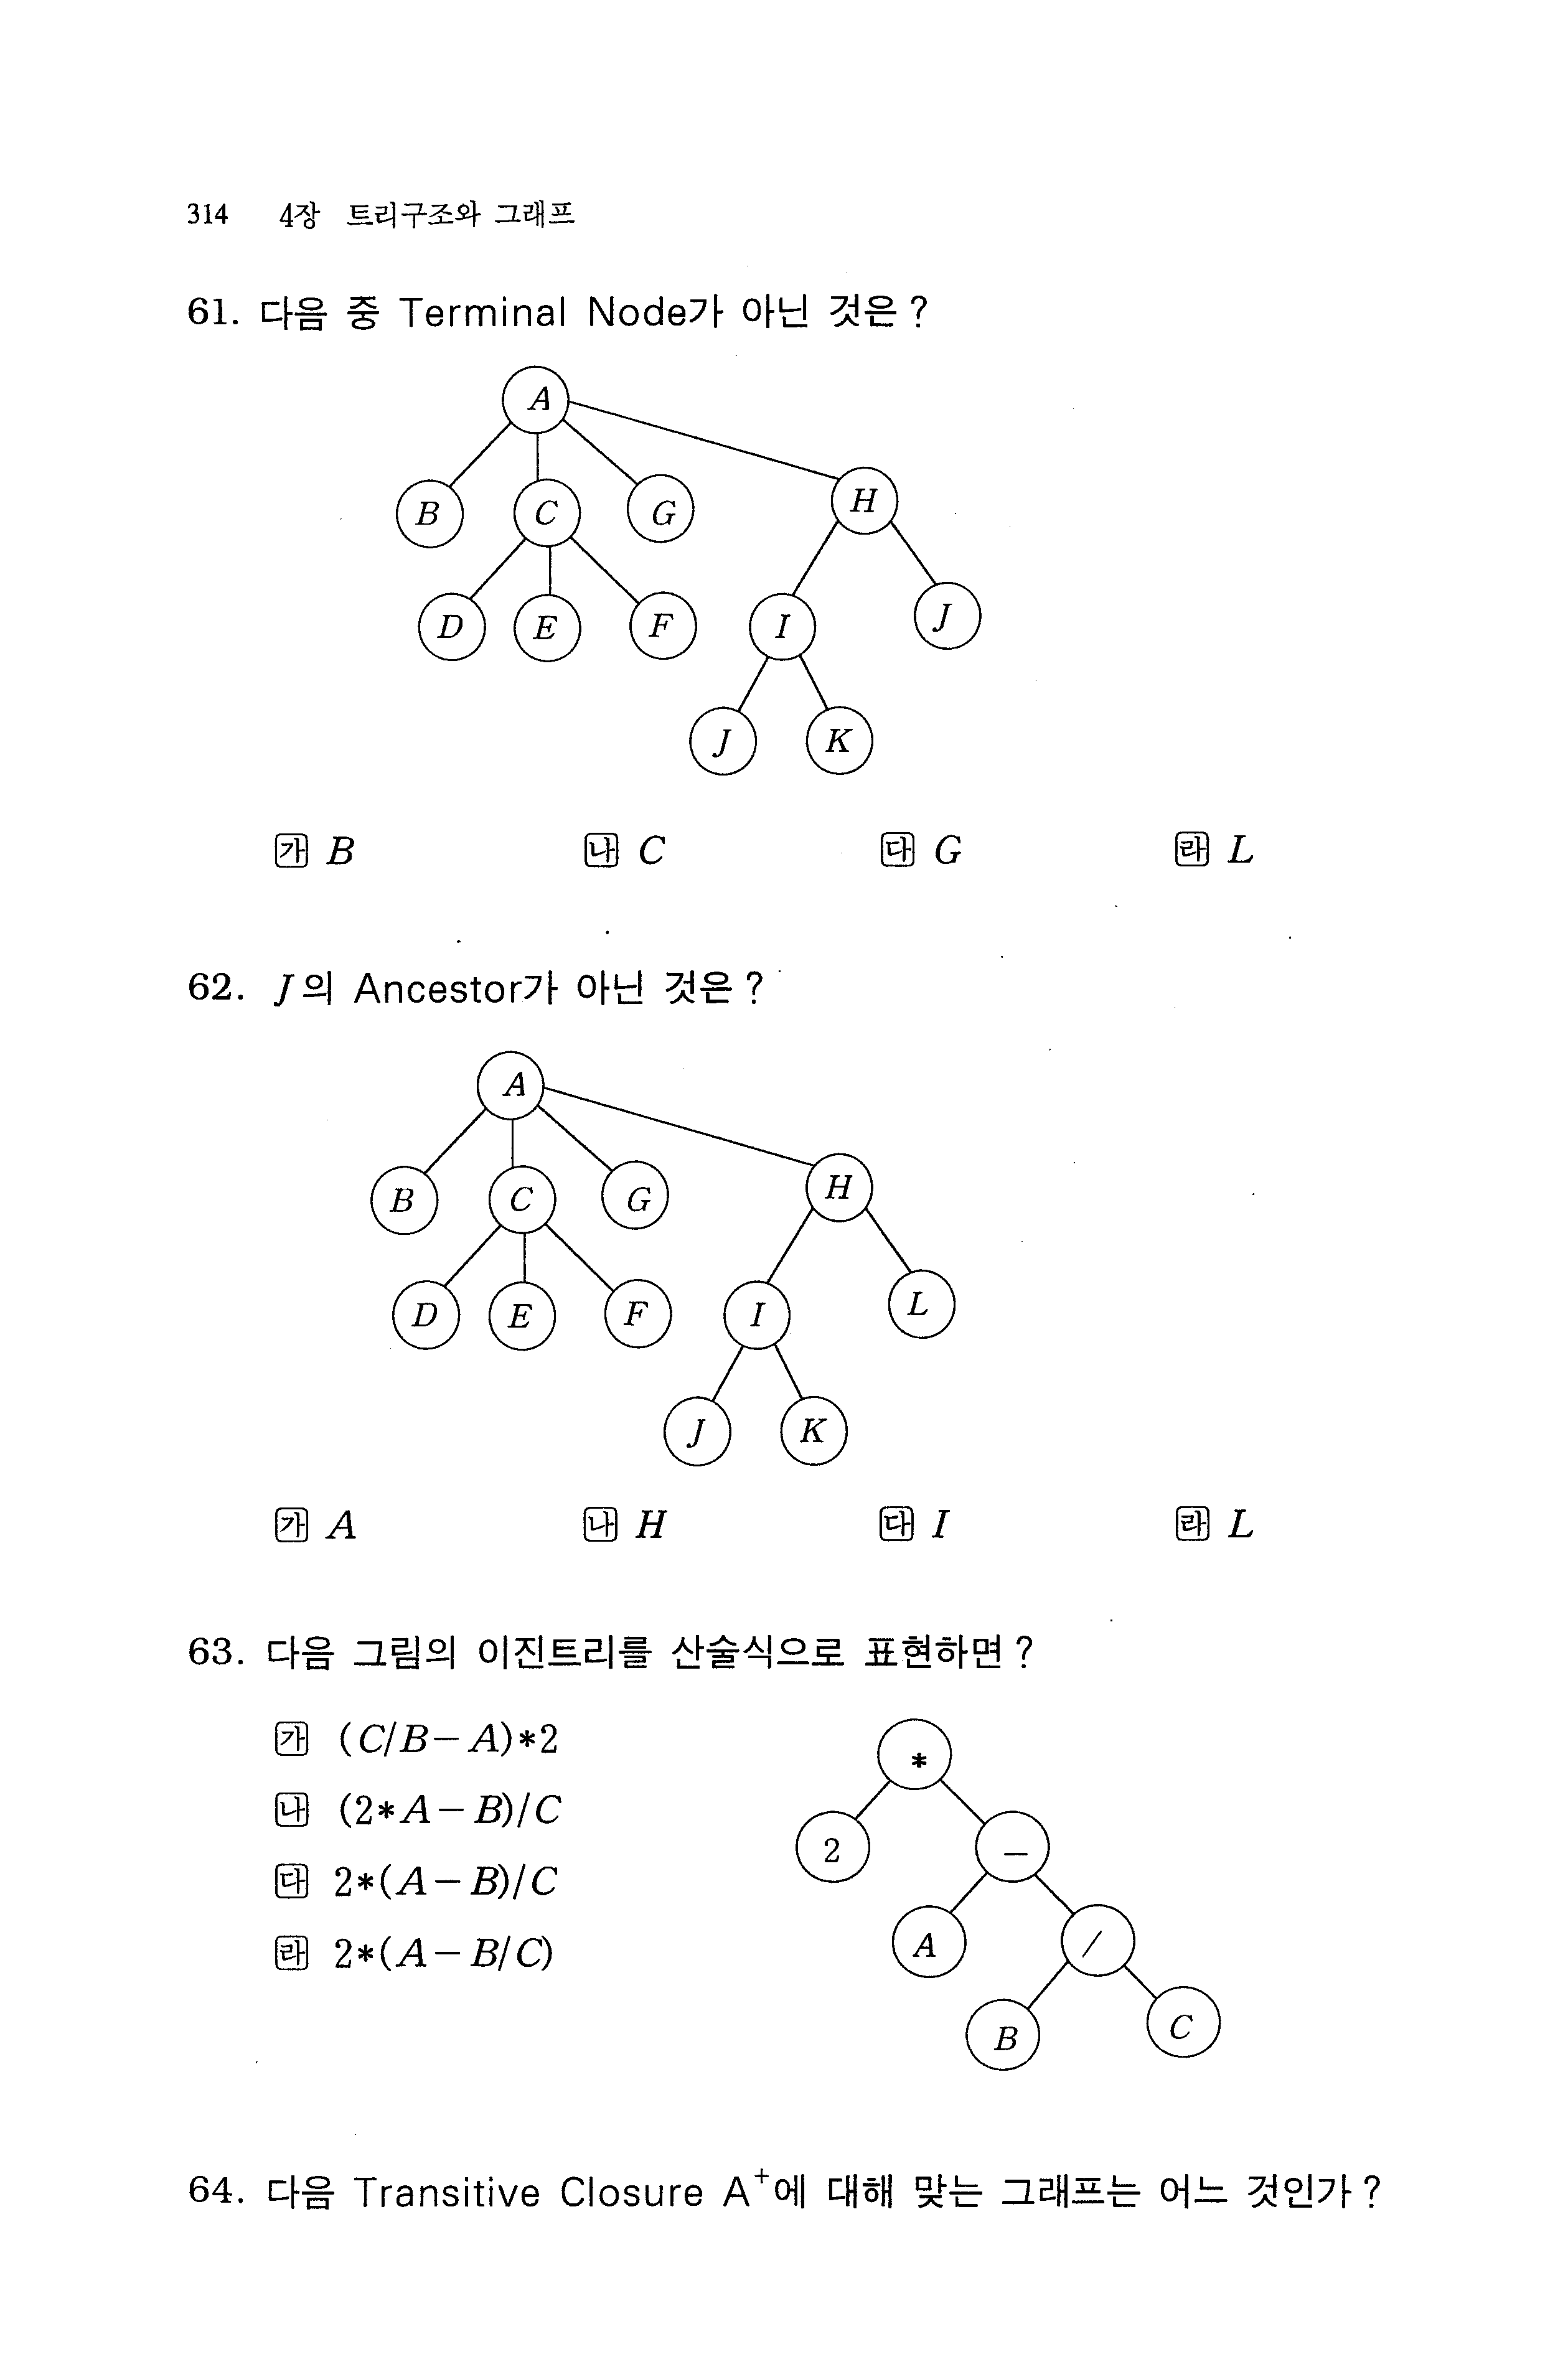 314 4장 트리구조와 그래프
61. 다음 중 Terminal Node가 아닌 것은?
A
B C G H
D E F I J
J K
가 B 나 C 다 G 라 L
62. J의 Ancestor가 아닌 것은?
A
B C G H
D E F I L
J K
가 A 나 H 다 I 라 L
63. 다음 그림의 이진트리를 산술식으로 표현하면?
가 (C/B-A)*2
나 (2*A-B)/C
다 2*(A-B)/C
라 2*(A-B/C)
*
2 -
A /
B C
64. 다음 Transitive Closure A⁺에 대해 맞는 그래프는 어느 것인가?